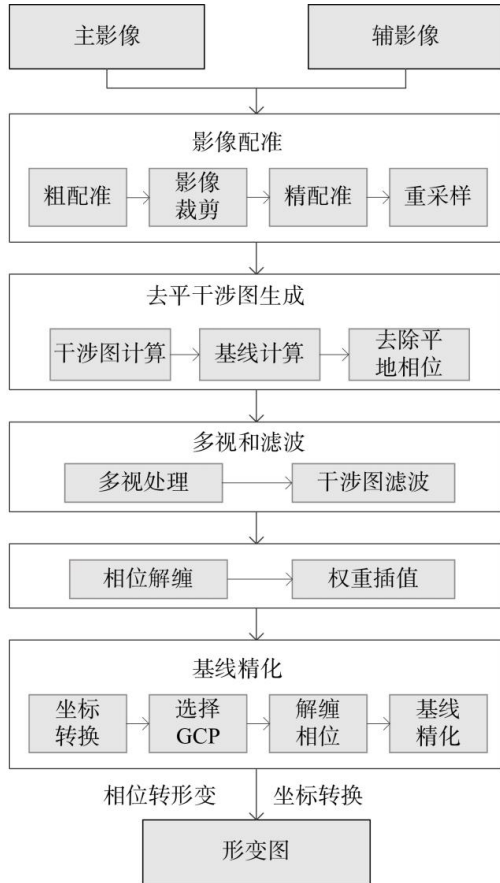 主影像
辅影像
影像配准
粗配准
影像
裁剪
精配准
重采样
去平干涉图生成
干涉图计算
基线计算
去除平
地相位
多视和滤波
多视处理
干涉图滤波
相位解缠
权重插值
基线精化
坐标
转换
选择
GCP
解缠
相位
基线
精化
相位转形变
坐标转换
形变图